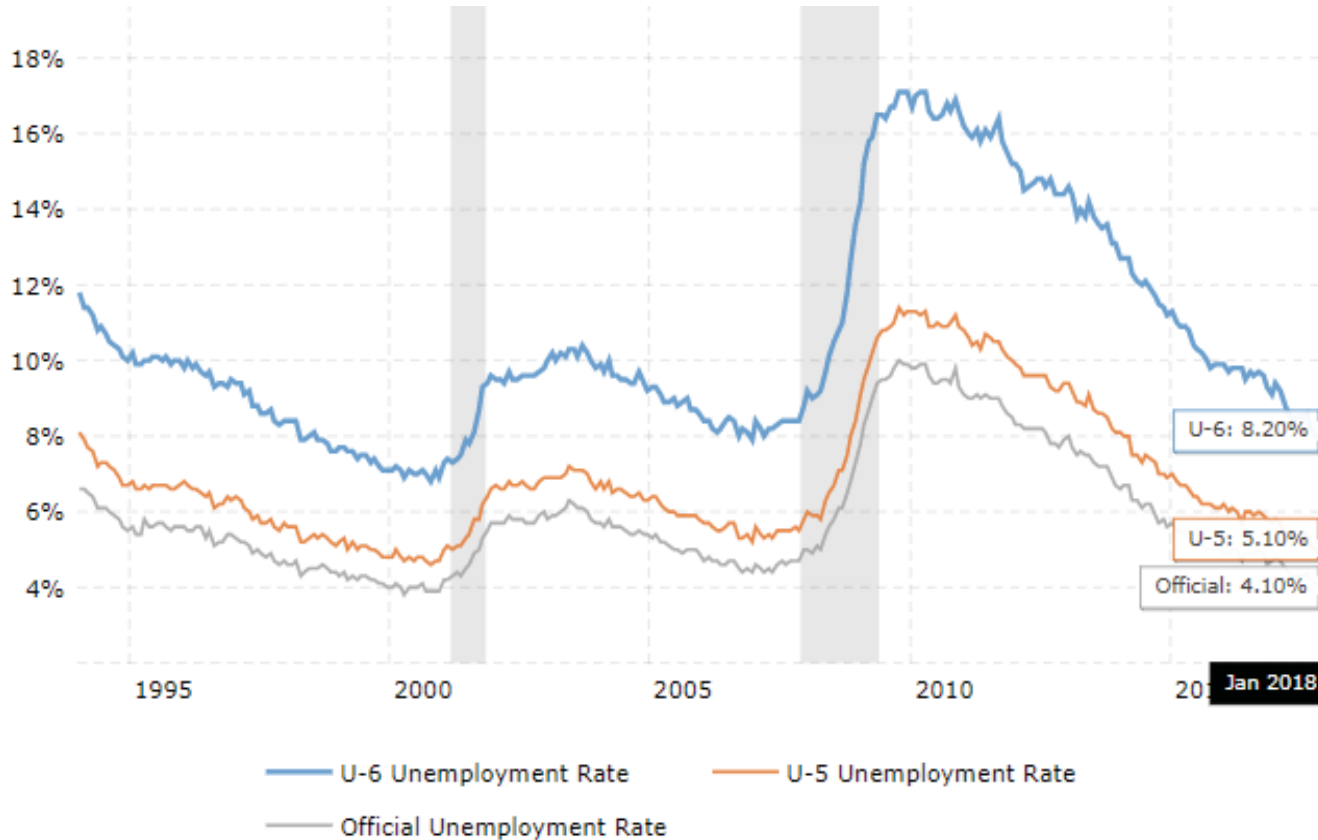 18%
16%
14%
12%
10%
8%
6%
4%
U-6: 8.20%
U-5: 5.10%
Official: 4.10%
1995 2000 2005 2010 Jan 2018
U-6 Unemployment Rate U-5 Unemployment Rate
Official Unemployment Rate